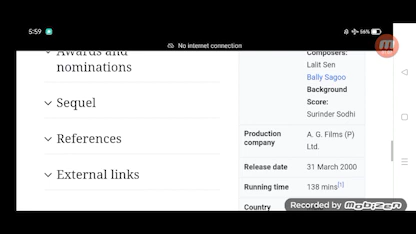 5:59
56%
No internet connection
Awards and
nominations
Sequel
References
External links
Composers:
Lalit Sen
Bally Sagoo
Background
Score:
Surinder Sodhi
Production company
A. G. Films (P) Ltd.
Release date
31 March 2000
Running time
138 mins[1]
Country
Recorded by
mobizen